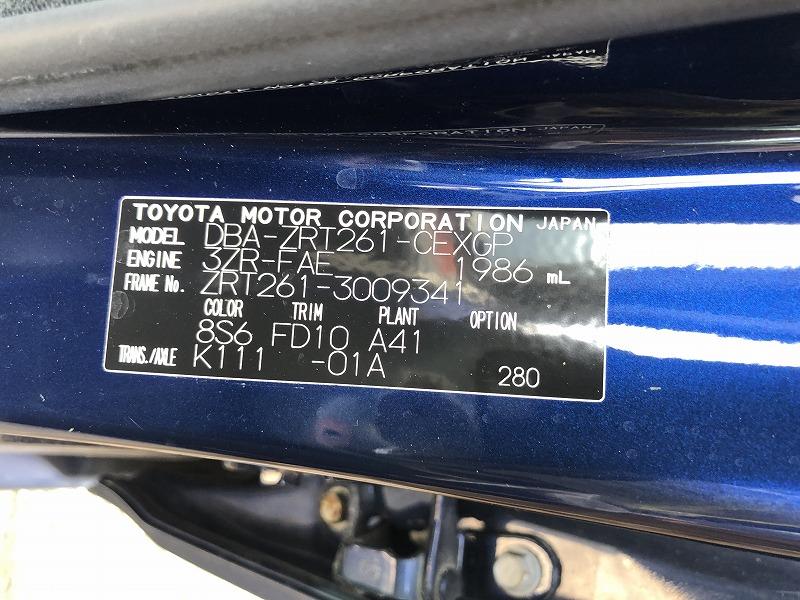 TOYOTA MOTOR CORPORATION JAPAN
MODEL DBA-ZRT261-CEXGP
ENGINE 3ZR-FAE 1986 mL
FRAME No. ZRT261-3009341
COLOR TRIM PLANT OPTION
8S6 FD10 A41
TRANS./AXLE K111 -01A 280